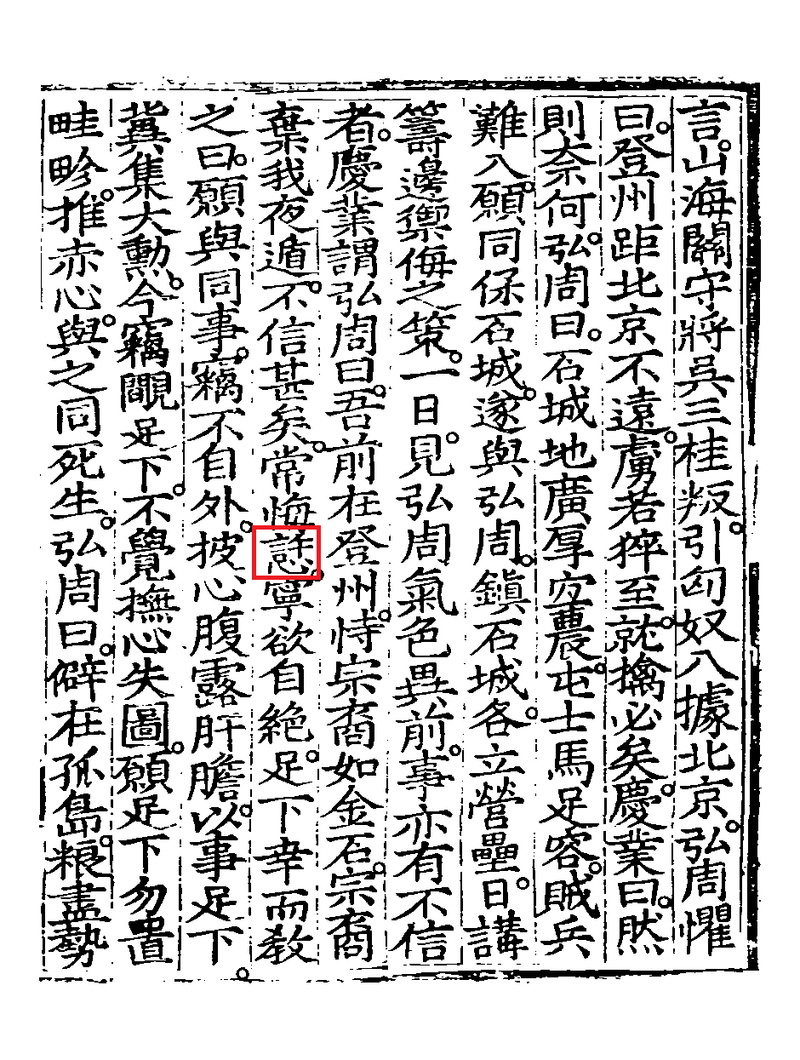 言。山海關守將吳三桂叛。引匈奴入據北京。弘周懼
曰。登州距北京不遠。虜若猝至。就擒必矣。慶業曰。然
則奈何。弘周曰。石城地廣厚宜農。屯士馬足容。賊兵
難入。願同保石城。遂與弘周。鎭石城。各立營壘。日講
籌邊禦侮之策。一日。見弘周氣色異前。事亦有不信
者。慶業謂弘周曰。吾前在登州。恃宗裔如金石。宗裔
棄我夜遁。不信甚矣。常悔。寧欲自絶。足下幸而敎
之曰。願與同事。竊不自外。披心腹露肝膽。以事足下。
冀集大勳。今竊覸足下。不覺撫心失圖。願足下勿置
畦畛。推赤心。與之同死生。弘周曰。僻在孤島。粮盡勢